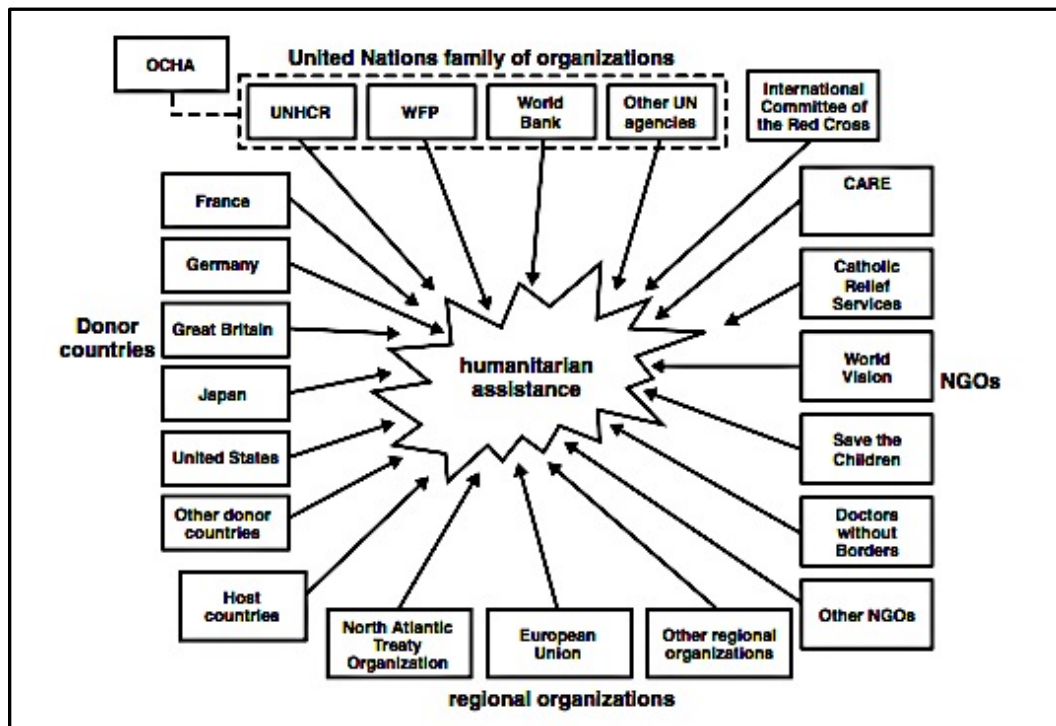 OCHA
United Nations family of organizations
UNHCR
WFP
World
Bank
Other UN
agencies
International
Committee of
the Red Cross
France
Germany
Great Britain
Japan
United States
Other donor
countries
Host
countries
Donor
countries
humanitarian
assistance
CARE
Catholic
Relief
Services
World
Vision
Save the
Children
Doctors
without
Borders
Other NGOs
NGOs
North Atlantic
Treaty
Organization
European
Union
Other regional
organizations
regional organizations